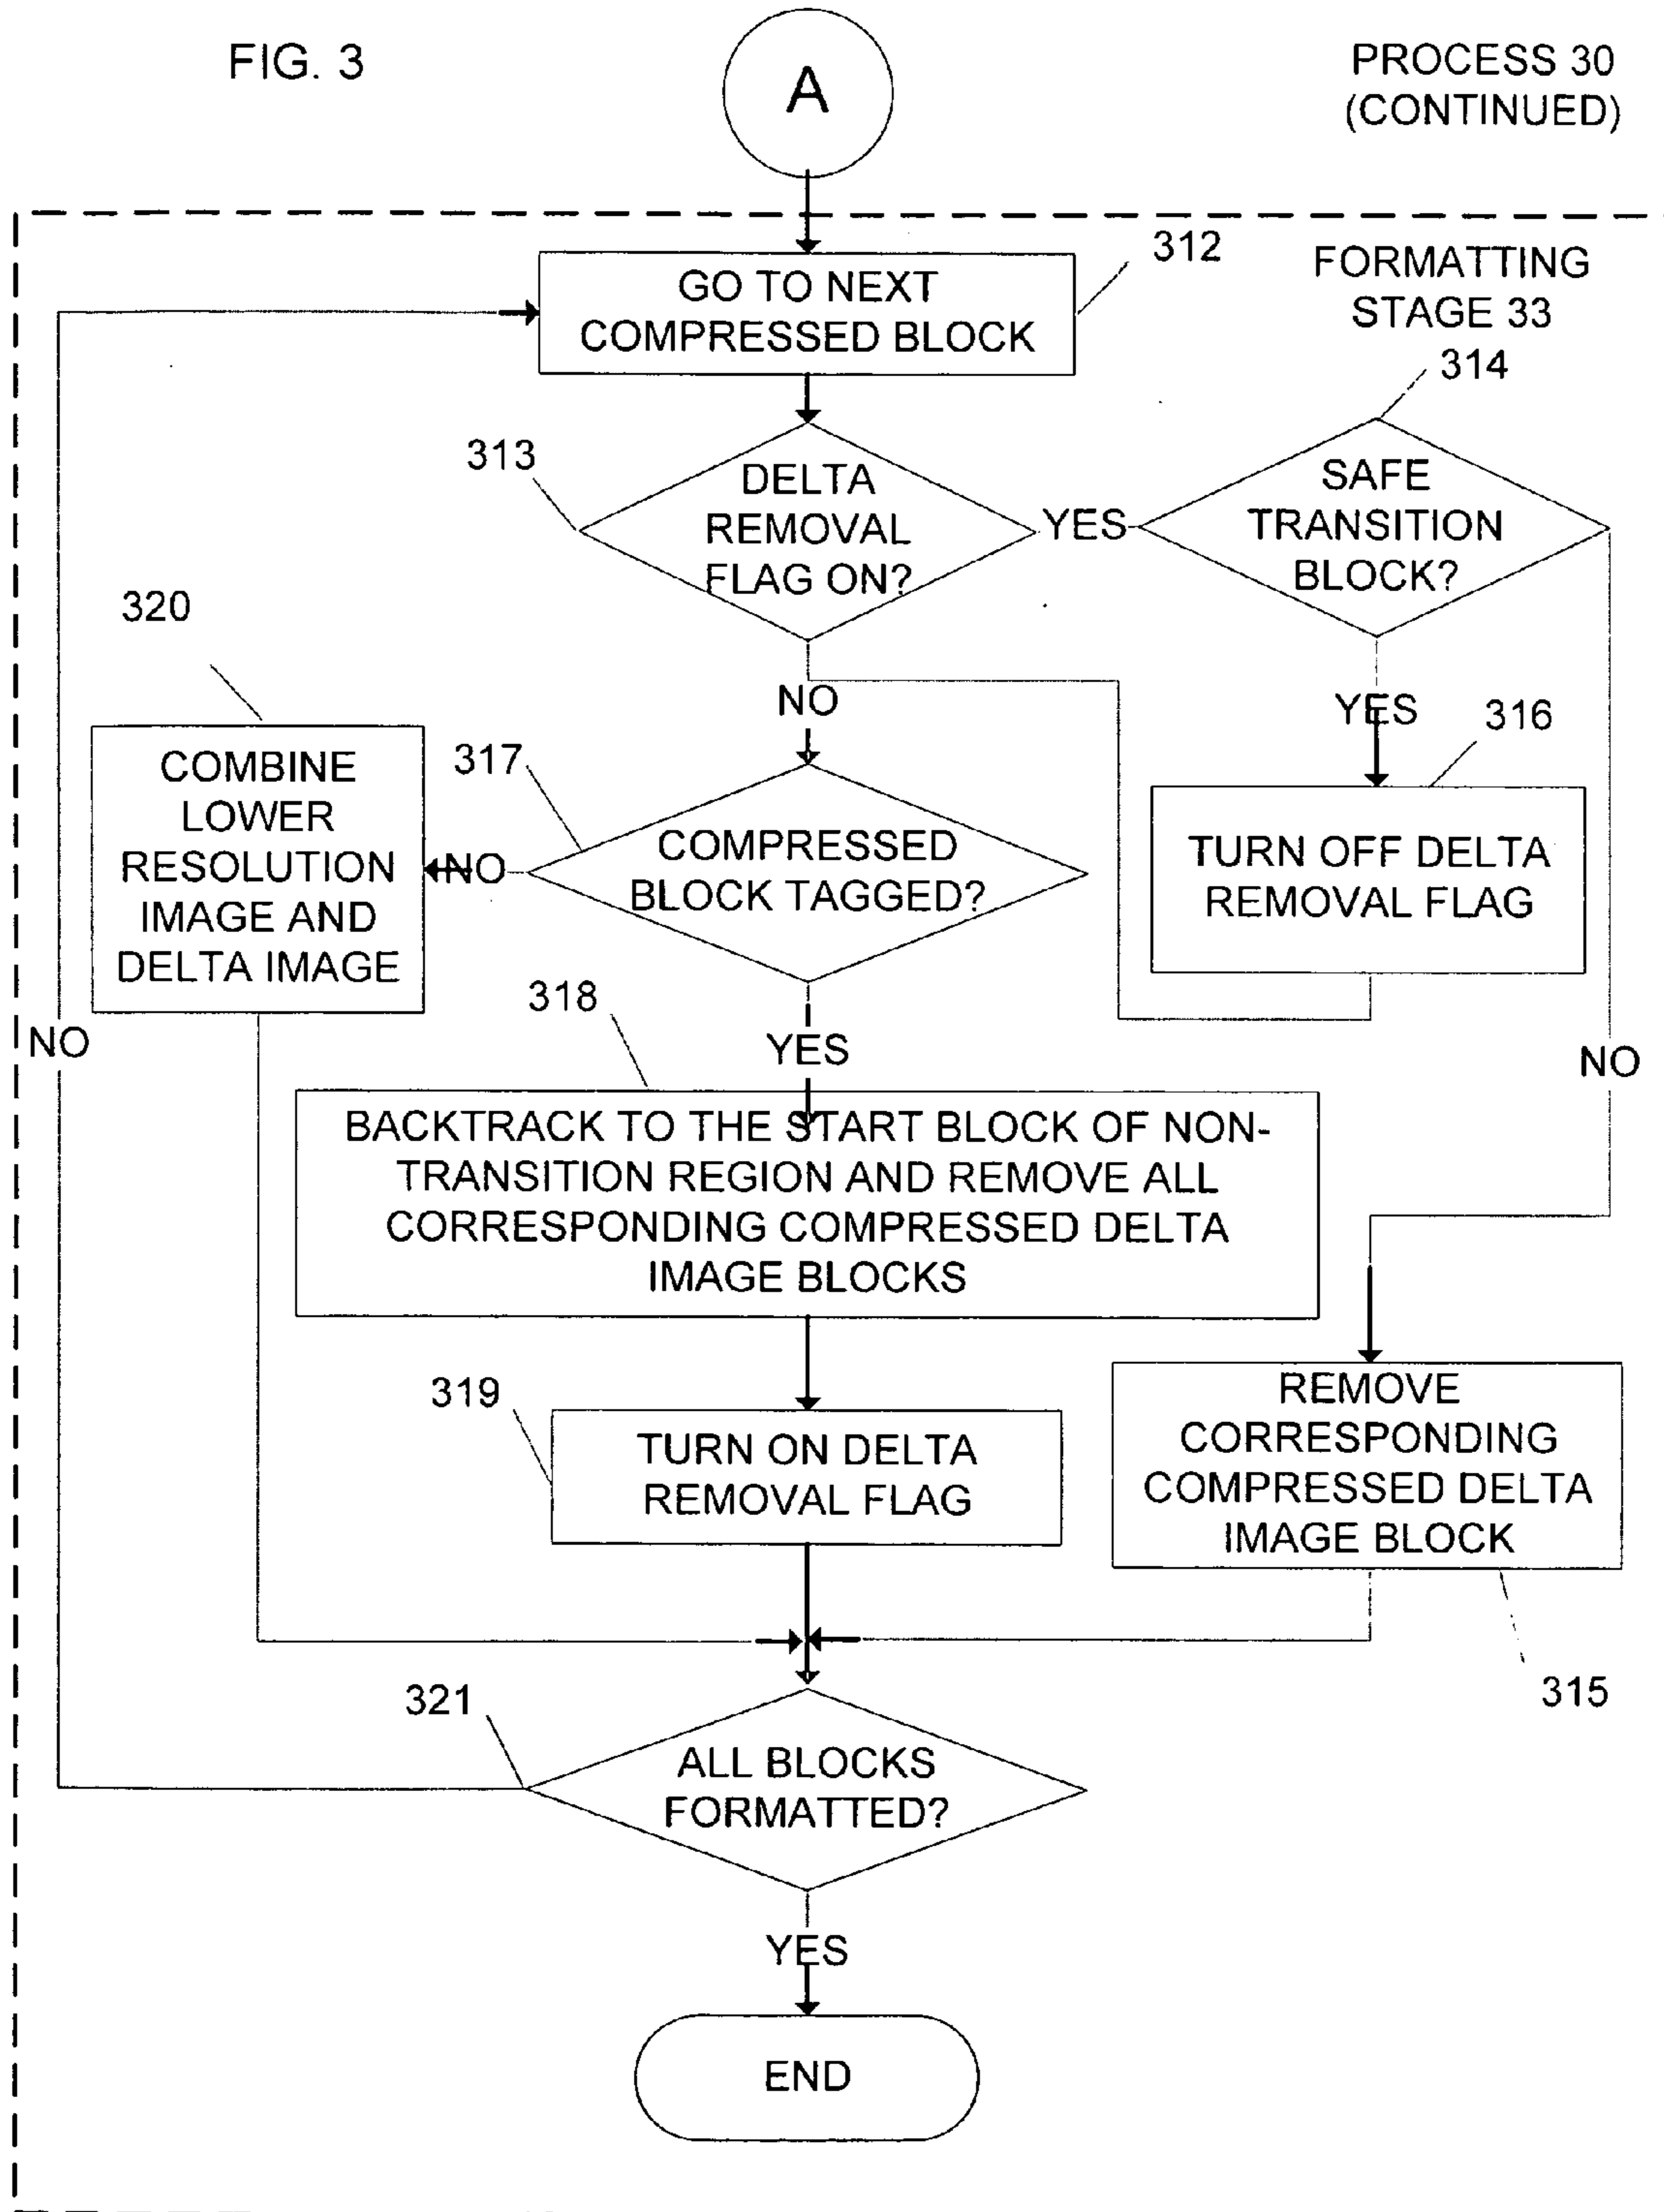 FIG. 3
A
PROCESS 30
(CONTINUED)
312
GO TO NEXT
COMPRESSED BLOCK
FORMATTING
STAGE 33
314
313
DELTA
REMOVAL
FLAG ON?
YES
SAFE
TRANSITION
BLOCK?
320
NO
YES
316
COMBINE
LOWER
RESOLUTION
IMAGE AND
DELTA IMAGE
317
NO
COMPRESSED
BLOCK TAGGED?
TURN OFF DELTA
REMOVAL FLAG
318
NO
YES
NO
BACKTRACK TO THE START BLOCK OF NON-
TRANSITION REGION AND REMOVE ALL
CORRESPONDING COMPRESSED DELTA
IMAGE BLOCKS
319
TURN ON DELTA
REMOVAL FLAG
REMOVE
CORRESPONDING
COMPRESSED DELTA
IMAGE BLOCK
315
321
ALL BLOCKS
FORMATTED?
YES
END